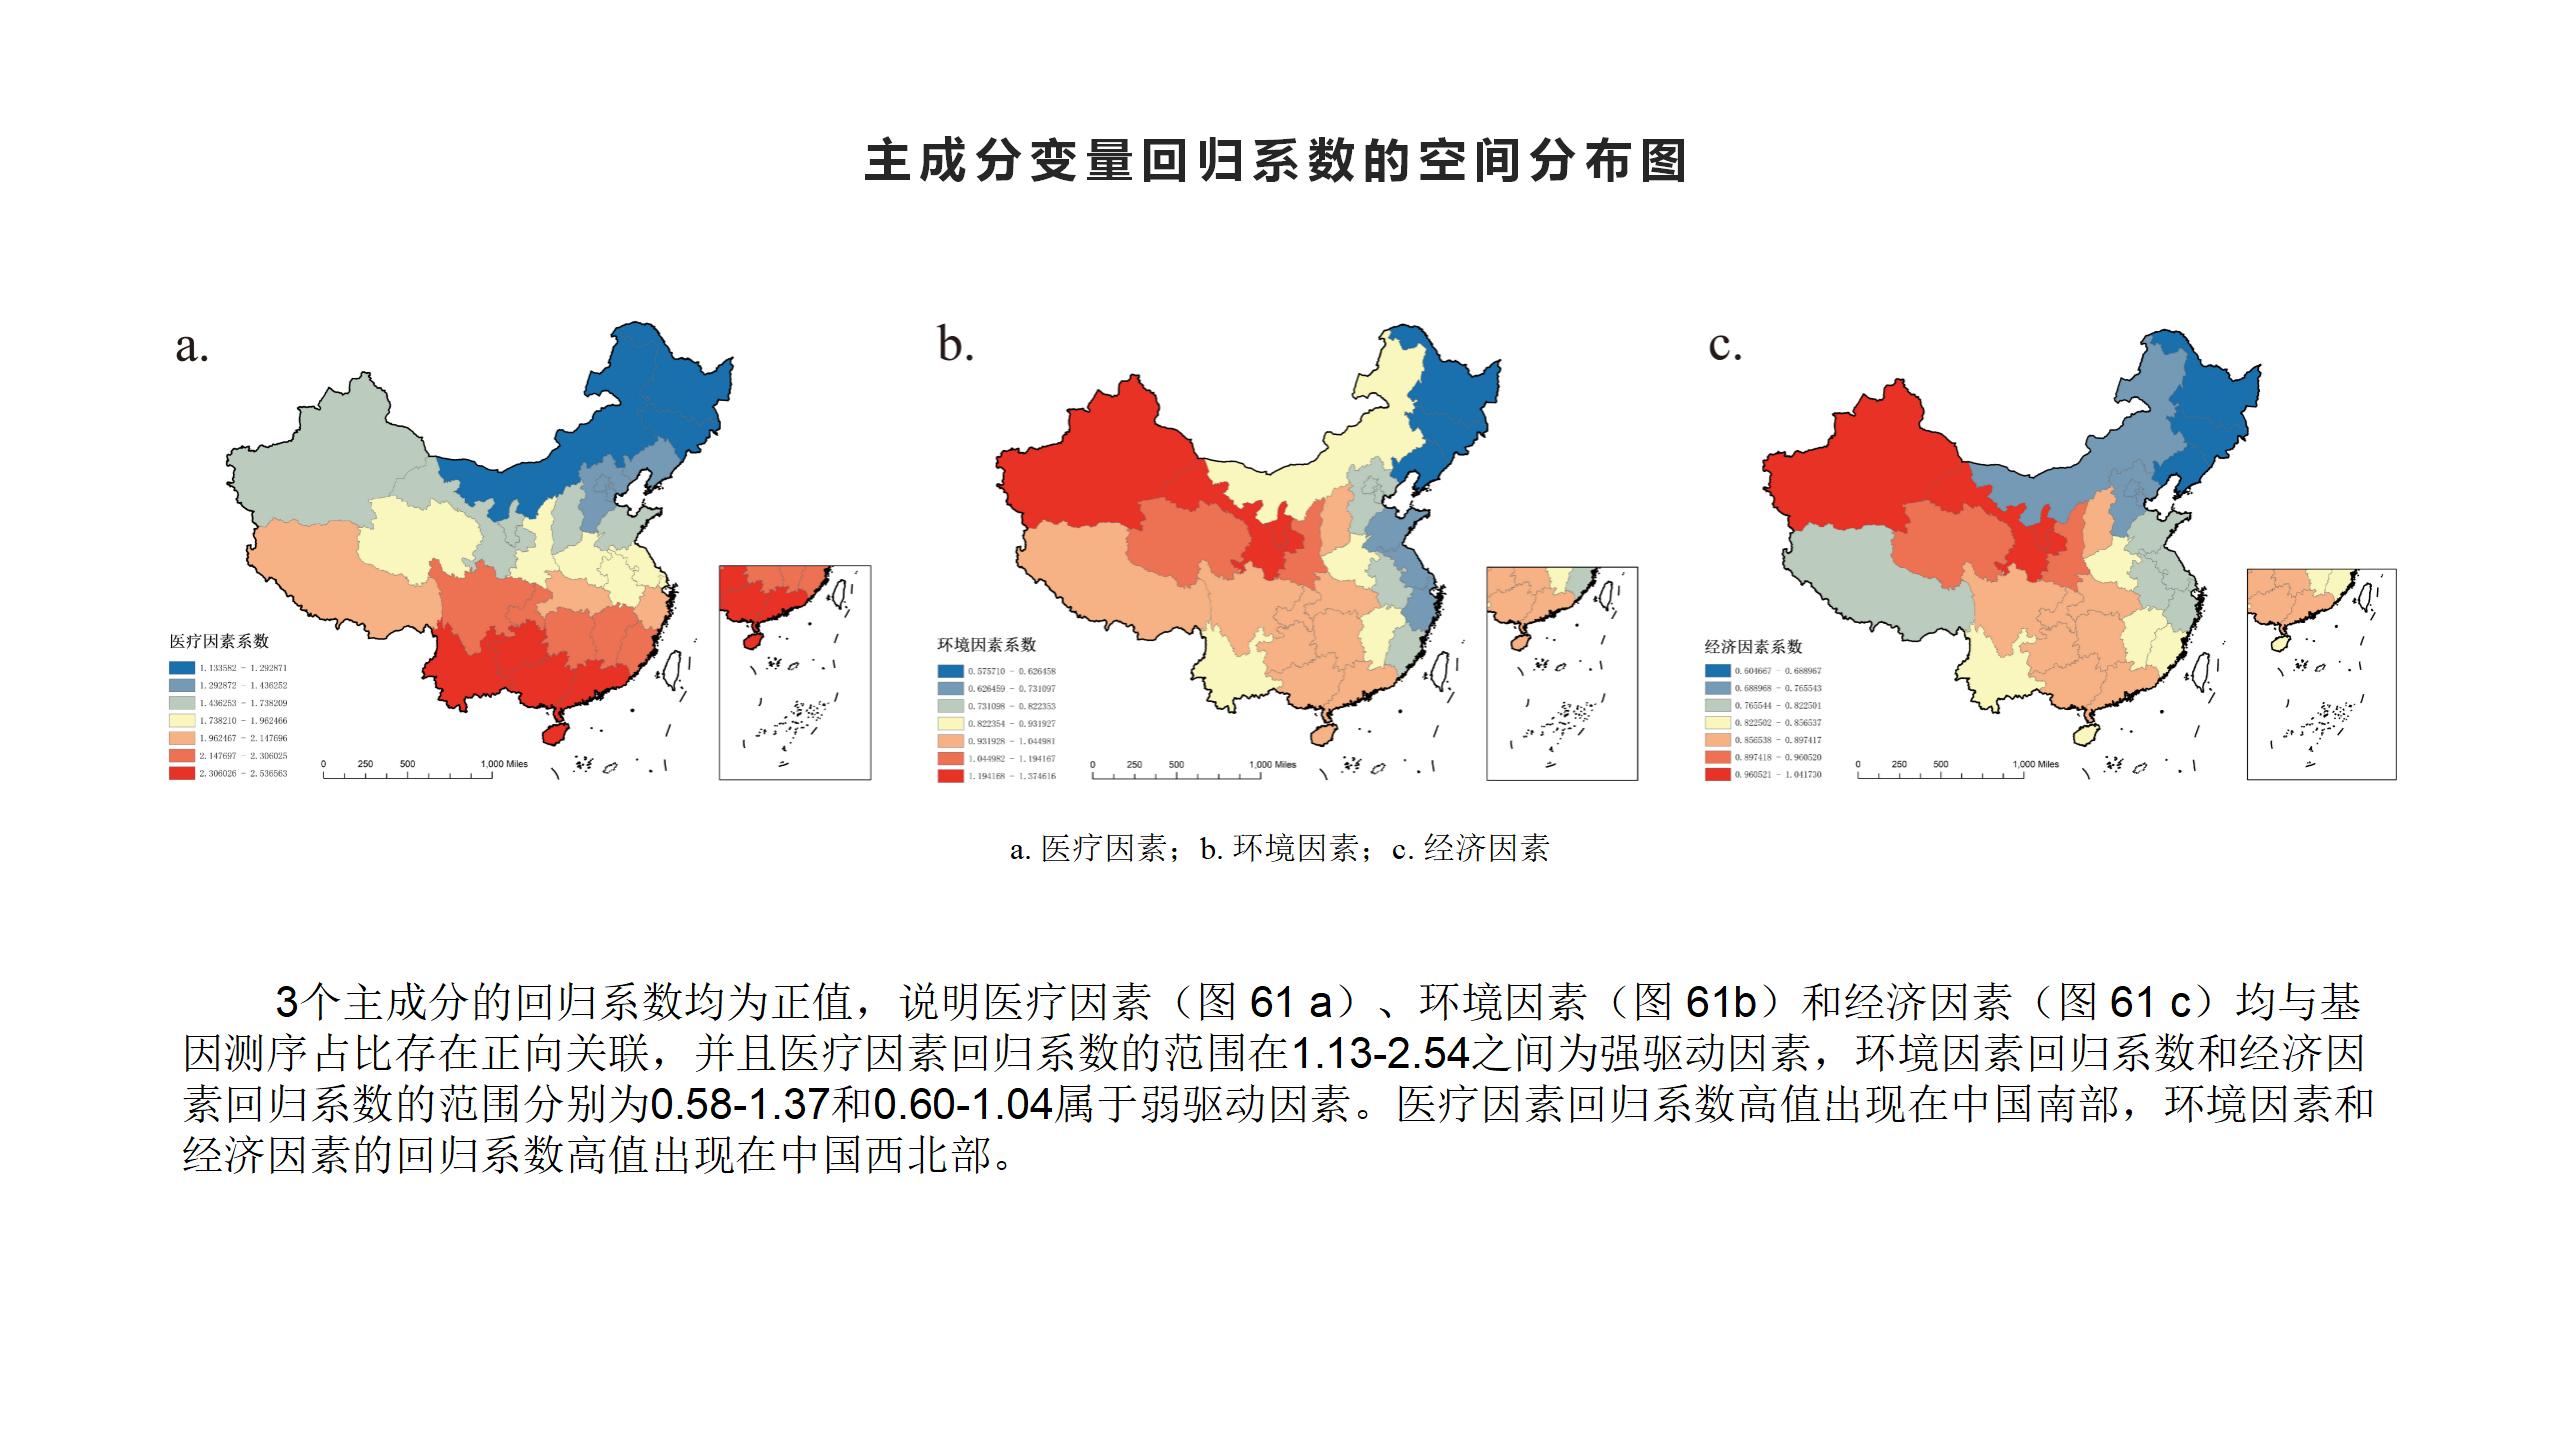 主成分变量回归系数的空间分布图
a.
医疗因素系数
1.133582 - 1.292871
1.292872 - 1.436252
1.436253 - 1.738209
1.738210 - 1.962466
1.962467 - 2.147696
2.147697 - 2.306025
2.306026 - 2.536563
0 250 500 1,000 Miles
b.
环境因素系数
0.575710 - 0.626458
0.626459 - 0.731097
0.731098 - 0.822353
0.822354 - 0.931927
0.931928 - 1.044981
1.044982 - 1.194167
1.194168 - 1.374616
0 250 500 1,000 Miles
c.
经济因素系数
0.604667 - 0.688967
0.688968 - 0.765543
0.765544 - 0.822501
0.822502 - 0.856537
0.856538 - 0.897417
0.897418 - 0.960520
0.960521 - 1.041730
0 250 500 1,000 Miles
a. 医疗因素；b. 环境因素；c. 经济因素
3个主成分的回归系数均为正值，说明医疗因素（图 61 a）、环境因素（图 61b）和经济因素（图 61 c）均与基
因测序占比存在正向关联，并且医疗因素回归系数的范围在1.13-2.54之间为强驱动因素，环境因素回归系数和经济因
素回归系数的范围分别为0.58-1.37和0.60-1.04属于弱驱动因素。医疗因素回归系数高值出现在中国南部，环境因素和
经济因素的回归系数高值出现在中国西北部。